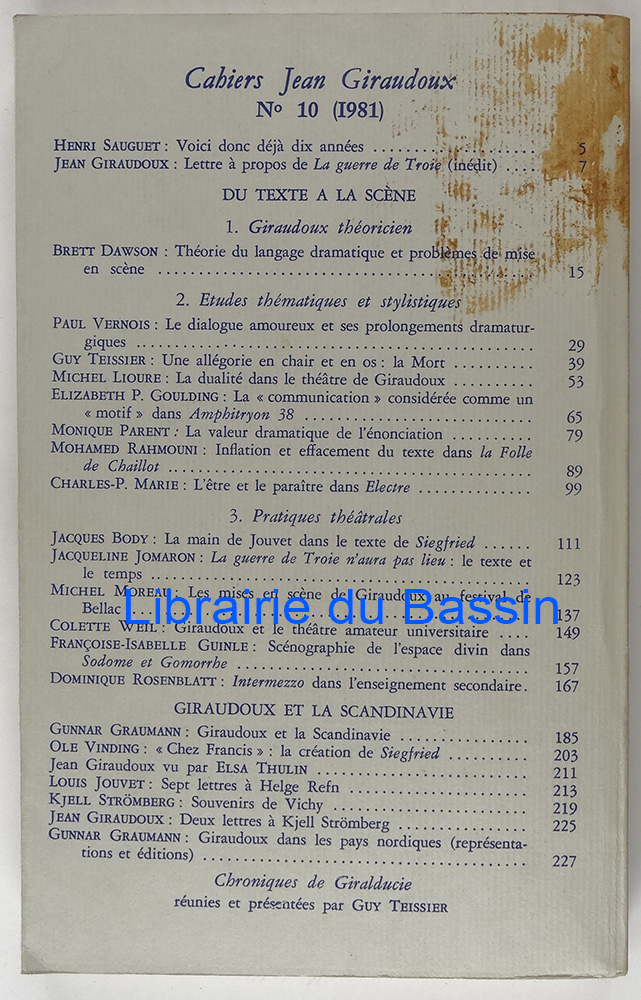 Cahiers Jean Giraudoux
Nº 10 (1981)
HENRI SAUGUET : Voici donc déjà dix années .................... 5
JEAN GIRAUDOUX : Lettre à propos de La guerre de Troie (inédit) .... 7
DU TEXTE A LA SCÈNE
1. Giraudoux théoricien
BRETT DAWSON : Théorie du langage dramatique et problèmes de mise
en scène ............................................. 15
2. Etudes thématiques et stylistiques
PAUL VERNOIS : Le dialogue amoureux et ses prolongements dramatur-
giques ............................................... 29
GUY TEISSIER : Une allégorie en chair et en os : la Mort .......... 39
MICHEL LIOURE : La dualité dans le théâtre de Giraudoux .......... 53
ELIZABETH P. GOULDING : La « communication » considérée comme un
« motif » dans Amphitryon 38 ............................ 65
MONIQUE PARENT : La valeur dramatique de l'énonciation .......... 79
MOHAMED RAHMOUNI : Inflation et effacement du texte dans la Folle
de Chaillot ............................................ 89
CHARLES-P. MARIE : L'être et le paraître dans Electre .............. 99
3. Pratiques théâtrales
JACQUES BODY : La main de Jouvet dans le texte de Siegfried ...... 111
JACQUELINE JOMARON : La guerre de Troie n'aura pas lieu : le texte et
le temps .............................................. 123
MICHEL MOREAU : Les mises en scène de Giraudoux au festival de
Bellac ................................................ 137
Librairie du Bassin
COLETTE WEIL : Giraudoux et le théâtre amateur universitaire .... 149
FRANÇOISE-ISABELLE GUINLE : Scénographie de l'espace divin dans
Sodome et Gomorrhe .................................... 157
DOMINIQUE ROSENBLATT : Intermezzo dans l'enseignement secondaire. 167
GIRAUDOUX ET LA SCANDINAVIE
GUNNAR GRAUMANN : Giraudoux et la Scandinavie ................ 185
OLE VINDING : « Chez Francis » : la création de Siegfried .......... 203
Jean Giraudoux vu par ELSA THULIN .......................... 211
LOUIS JOUVET : Sept lettres à Helge Refn ...................... 213
KJELL STRÖMBERG : Souvenirs de Vichy ........................ 219
JEAN GIRAUDOUX : Deux lettres à Kjell Strömberg ................ 225
GUNNAR GRAUMANN : Giraudoux dans les pays nordiques (représenta-
tions et éditions) ........................................ 227
Chroniques de Giralducie
réunies et présentées par GUY TEISSIER